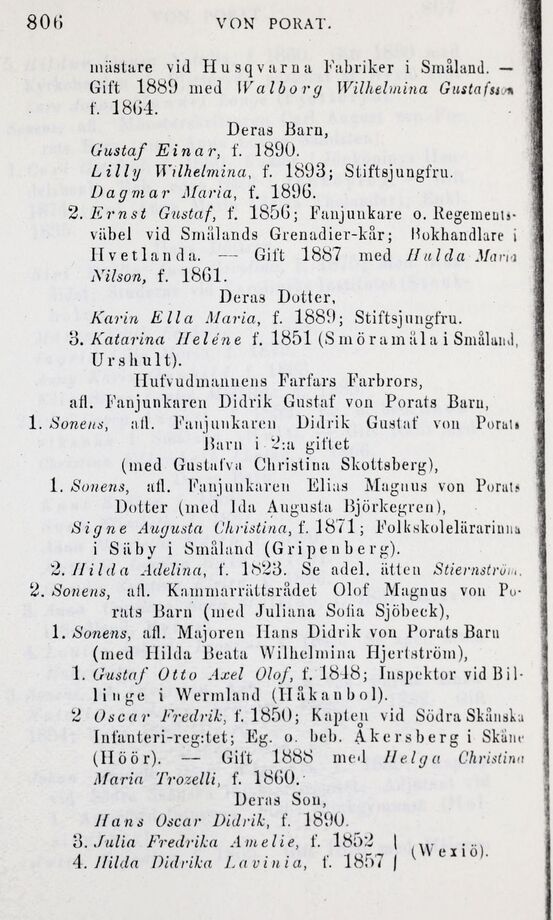 806
VON PORAT.
mästare vid Husqvarna Fabriker i Småland. —
Gift 1889 med Walborg Wilhelmina Gustafsson
f. 1864.
Deras Barn,
Gustaf Einar, f. 1890.
Lilly Wilhelmina, f. 1893; Stiftsjungfru.
Dagmar Maria, f. 1896.
2. Ernst Gustaf, f. 1856; Fanjunkare o. Regements-
väbel vid Smålands Grenadier-kår; Bokhandlare i
Hvetlanda. — Gift 1887 med Hulda Maria
Nilson, f. 1861.
Deras Dotter,
Karin Ella Maria, f. 1889; Stiftsjungfru.
3. Katarina Heléne f. 1851 (Smöramåla i Småland,
Urshult).
Hufvudmannens Farfars Farbrors,
afl. Fanjunkaren Didrik Gustaf von Porats Barn,
1. Sonens, afl. Fanjunkaren Didrik Gustaf von Porats
Barn i 2:a giftet
(med Gustafva Christina Skottsberg),
1. Sonens, afl. Fanjunkaren Elias Magnus von Porats
Dotter (med Ida Augusta Björkegren),
Signe Augusta Christina, f. 1871; Folkskolelärarinna
i Säby i Småland (Gripenberg).
2. Hilda Adelina, f. 1823. Se adel. ätten Stiernström.
2. Sonens, afl. Kammarrättsrådet Olof Magnus von Po-
rats Barn (med Juliana Sofia Sjöbeck),
1. Sonens, afl. Majoren Hans Didrik von Porats Barn
(med Hilda Beata Wilhelmina Hjertström),
1. Gustaf Otto Axel Olof, f. 1848; Inspektor vid Bil-
linge i Wermland (Håkanbol).
2 Oscar Fredrik, f. 1850; Kapten vid Södra Skånska
Infanteri-reg:tet; Eg. o. beb. Åkersberg i Skåne
(Höör). — Gift 1888 med Helga Christina
Maria Trozelli, f. 1860.
Deras Son,
Hans Oscar Didrik, f. 1890.
3. Julia Fredrika Amelie, f. 1852
4. Hilda Didrika Lavinia, f. 1857 } (Wexiö).